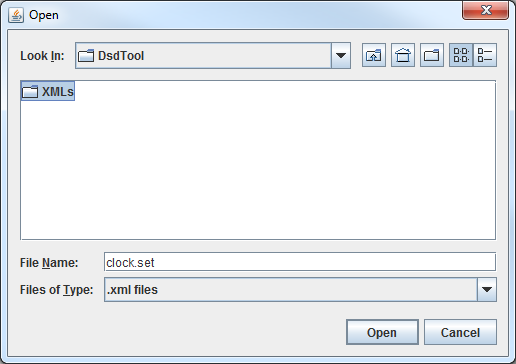 Open
Look In: DsdTool
XMLs
File Name: clock.set
Files of Type: .xml files
Open Cancel